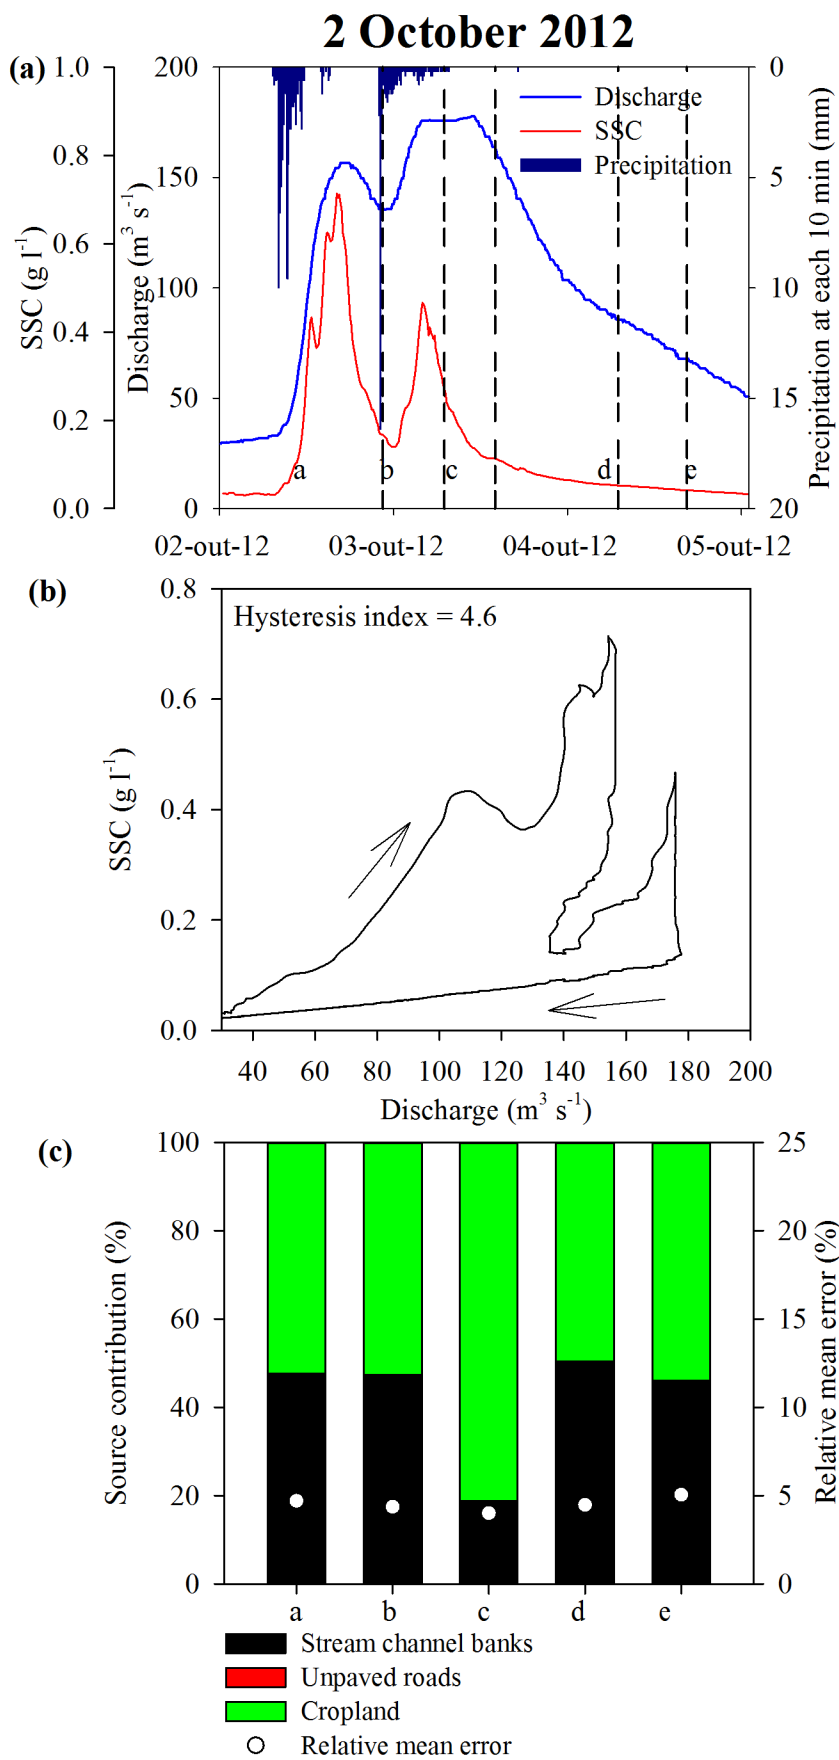 2 October 2012
(a)
1.0
200
0
Discharge
SSC
Precipitation
0.8
150
5
0.6
100
10
0.4
50
15
0.2
a
b
c
d
e
0.0
0
20
SSC (g l⁻¹)
Discharge (m³ s⁻¹)
Precipitation at each 10 min (mm)
02-out-12
03-out-12
04-out-12
05-out-12
(b)
0.8
Hysteresis index = 4.6
0.6
0.4
0.2
0.0
SSC (g l⁻¹)
40 60 80 100 120 140 160 180 200
Discharge (m³ s⁻¹)
(c)
100
25
80
20
60
15
40
10
20
5
0
0
Source contribution (%)
Relative mean error (%)
a b c d e
Stream channel banks
Unpaved roads
Cropland
Relative mean error